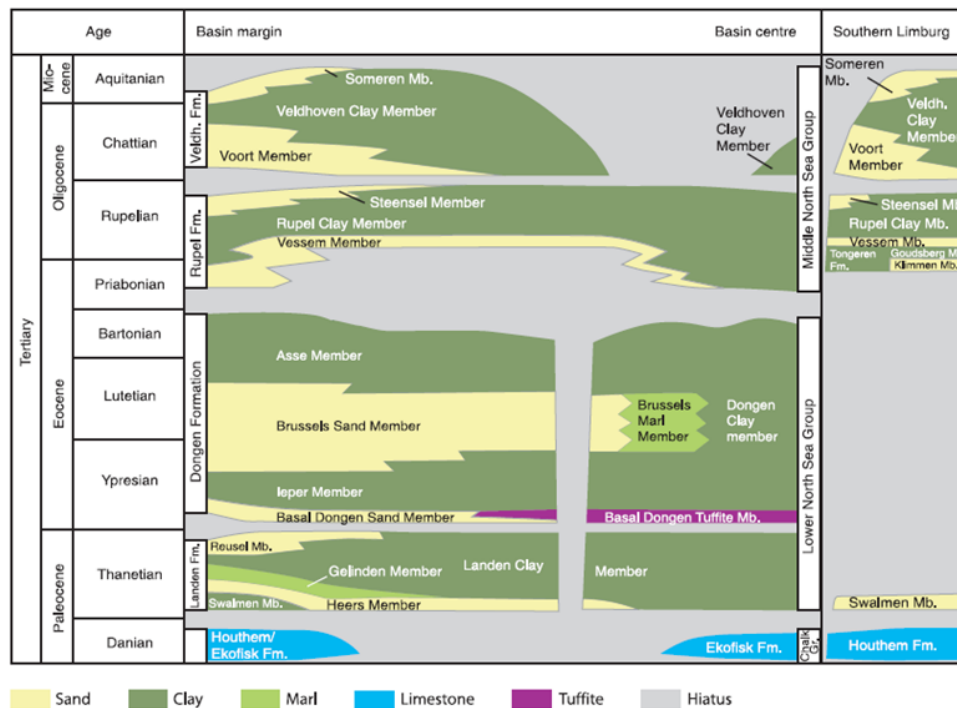 Age
Basin margin
Basin centre
Southern Limburg
Tertiary
Mio-
cene
Oligocene
Eocene
Paleocene
Aquitanian
Chattian
Rupelian
Priabonian
Bartonian
Lutetian
Ypresian
Thanetian
Danian
Veldh. Fm.
Rupel Fm.
Dongen Formation
Landen Fm.
Someren Mb.
Veldhoven Clay Member
Voort Member
Veldhoven
Clay
Member
Steensel Member
Rupel Clay Member
Vessem Member
Asse Member
Brussels Sand Member
Brussels
Marl
Member
Dongen
Clay
member
Ieper Member
Basal Dongen Sand Member
Basal Dongen Tuffite Mb.
Reusel Mb.
Gelinden Member
Landen Clay
Member
Swalmen Mb.
Heers Member
Houthem/
Ekofisk Fm.
Ekofisk Fm.
Middle North Sea Group
Lower North Sea Group
Chalk
Gr.
Someren
Mb.
Veldh.
Clay
Member
Voort
Member
Steensel Mb
Rupel Clay Mb.
Vessem Mb.
Tongeren
Fm.
Goudsberg M
Klimmen Mb.
Swalmen Mb.
Houthem Fm.
Sand
Clay
Marl
Limestone
Tuffite
Hiatus